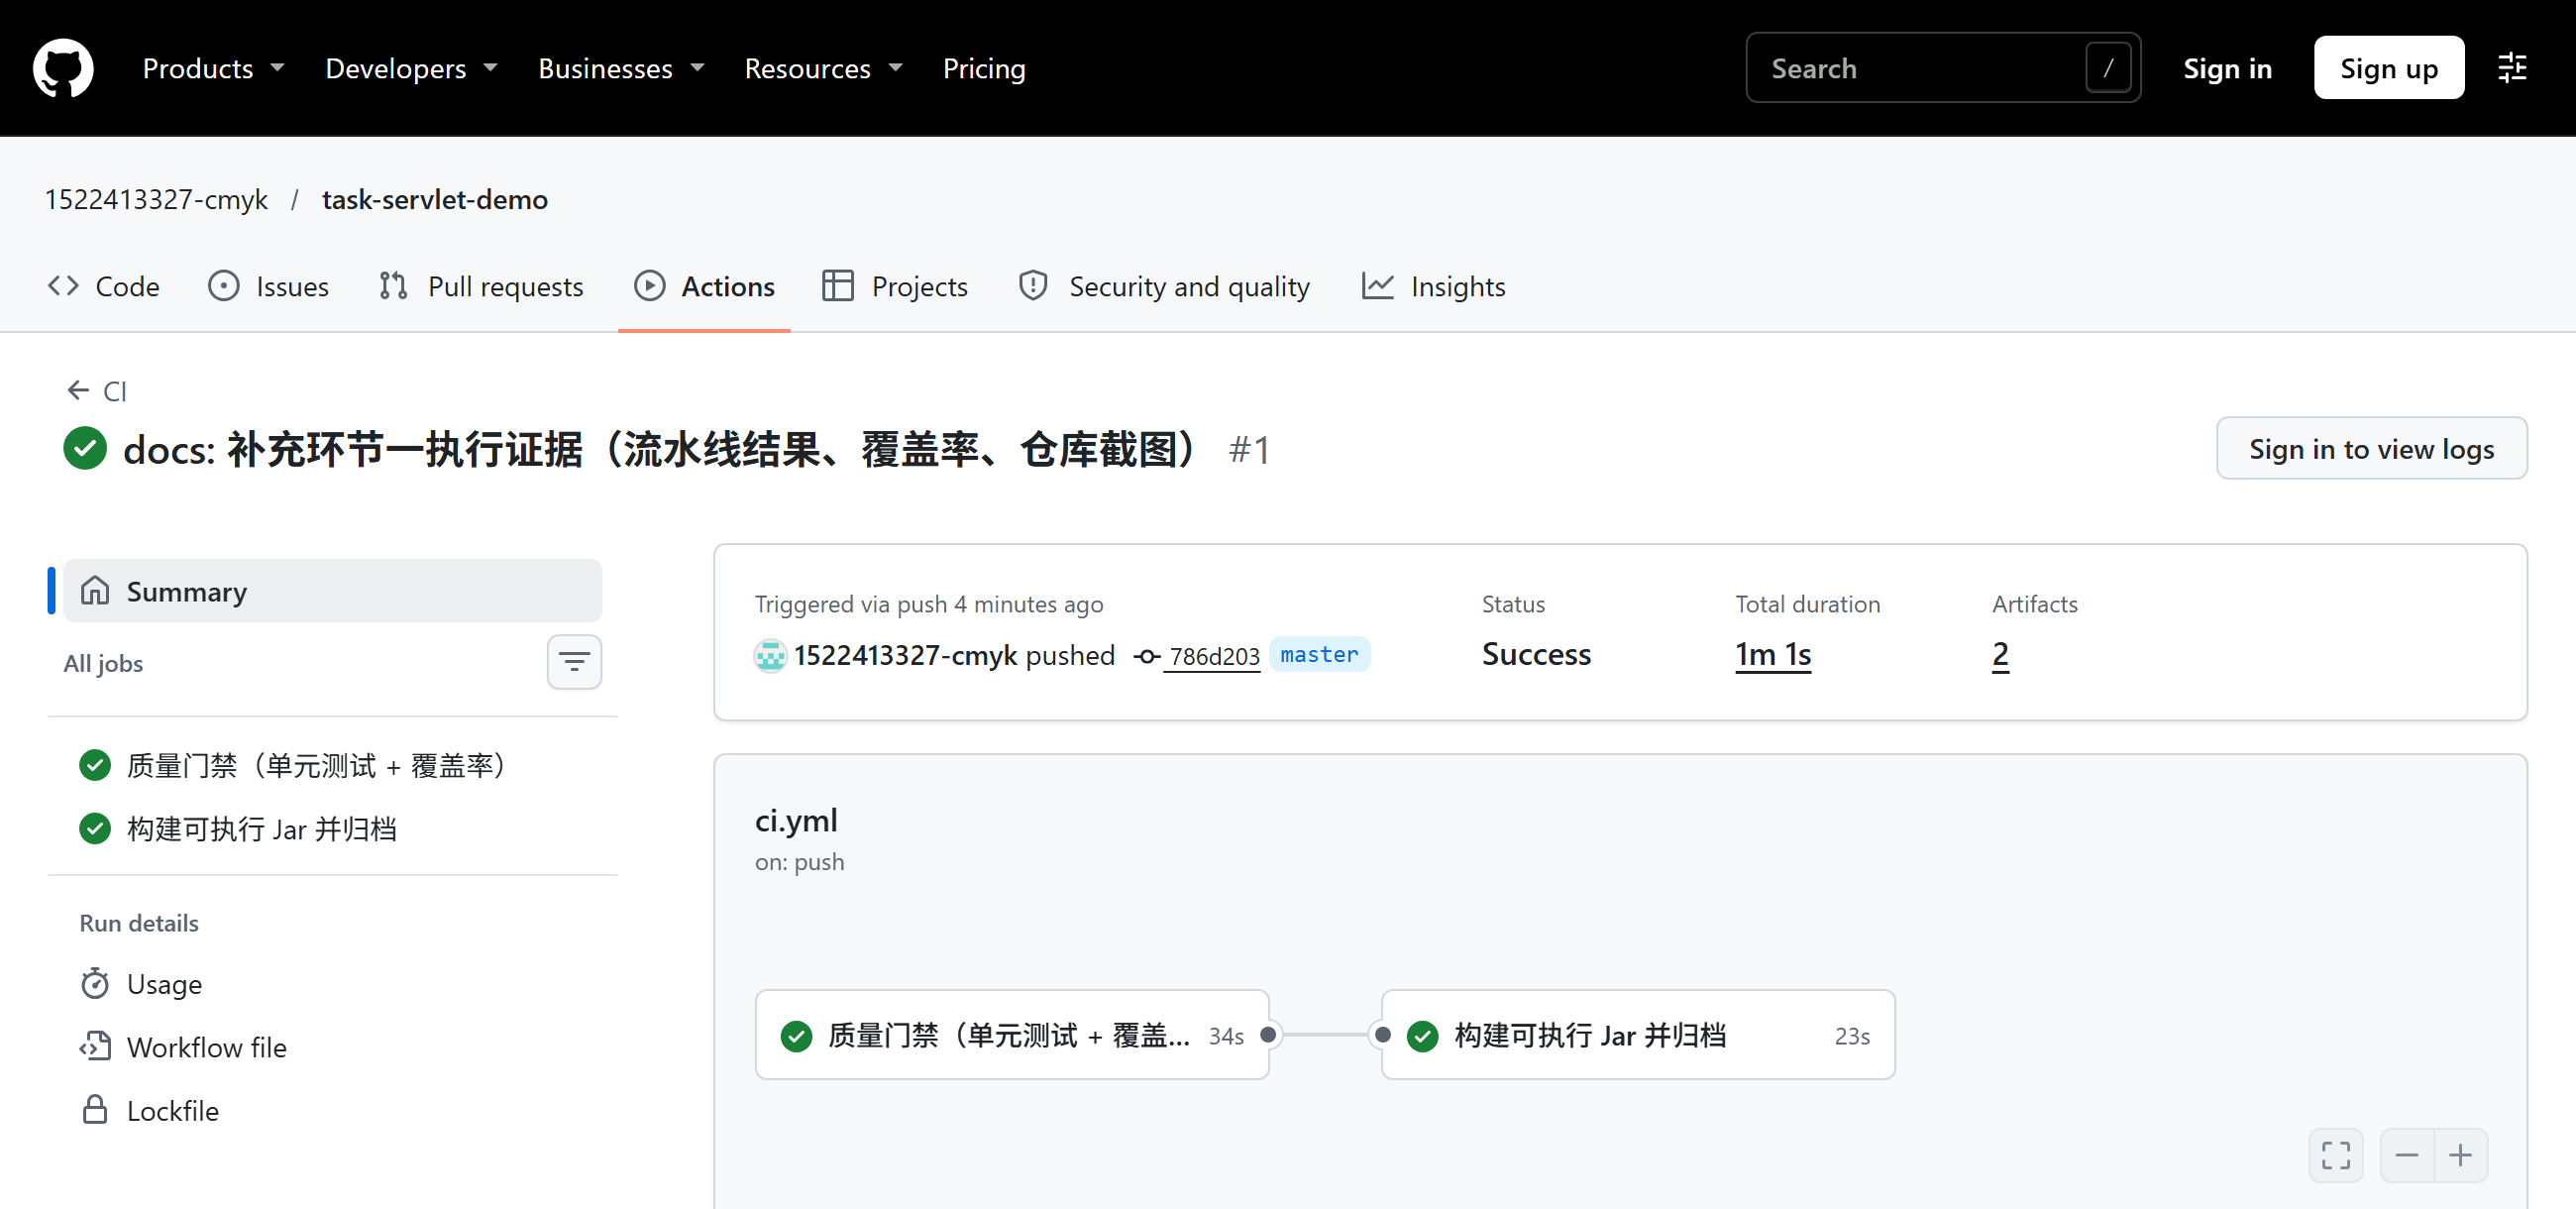 Products Developers Businesses Resources Pricing Search / Sign in Sign up
1522413327-cmyk / task-servlet-demo
Code Issues Pull requests Actions Projects Security and quality Insights
CI
docs: 补充环节一执行证据（流水线结果、覆盖率、仓库截图） #1
Sign in to view logs
Summary
All jobs
质量门禁（单元测试 + 覆盖率）
构建可执行 Jar 并归档
Run details
Usage
Workflow file
Lockfile
Triggered via push 4 minutes ago
1522413327-cmyk pushed 786d203 master
Status
Success
Total duration
1m 1s
Artifacts
2
ci.yml
on: push
质量门禁（单元测试 + 覆盖... 34s
构建可执行 Jar 并归档 23s